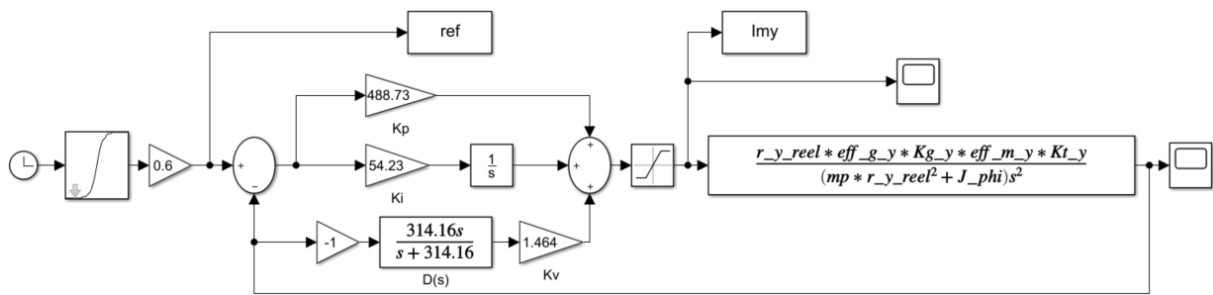 ref
Imy
488.73
Kp
0.6
+
−
54.23
Ki
1
s
+
+
+
r_y_reel * eff_g_y * Kg_y * eff_m_y * Kt_y
(mp * r_y_reel² + J_phi)s²
-1
314.16s
s + 314.16
D(s)
1.464
Kv